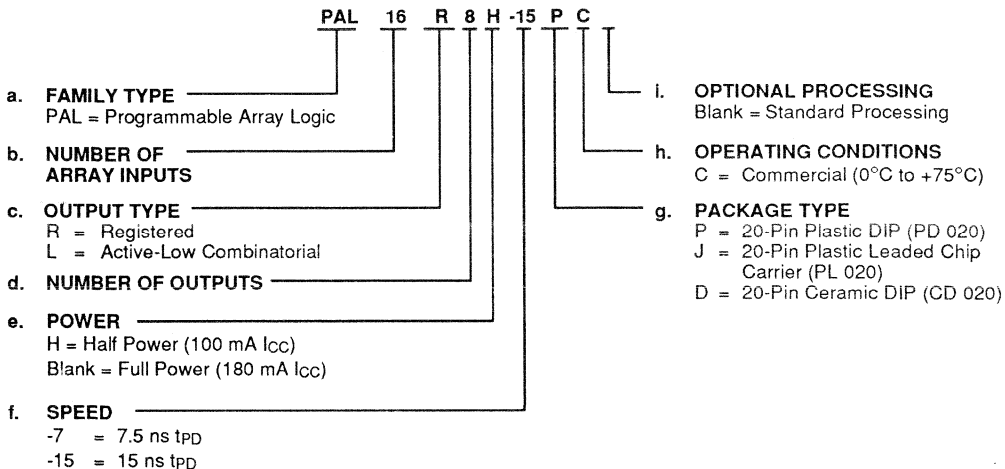 PAL 16 R 8 H -15 P C
a. FAMILY TYPE
PAL = Programmable Array Logic
b. NUMBER OF
ARRAY INPUTS
c. OUTPUT TYPE
R = Registered
L = Active-Low Combinatorial
d. NUMBER OF OUTPUTS
e. POWER
H = Half Power (100 mA ICC)
Blank = Full Power (180 mA ICC)
f. SPEED
-7 = 7.5 ns tPD
-15 = 15 ns tPD
i. OPTIONAL PROCESSING
Blank = Standard Processing
h. OPERATING CONDITIONS
C = Commercial (0°C to +75°C)
g. PACKAGE TYPE
P = 20-Pin Plastic DIP (PD 020)
J = 20-Pin Plastic Leaded Chip
Carrier (PL 020)
D = 20-Pin Ceramic DIP (CD 020)